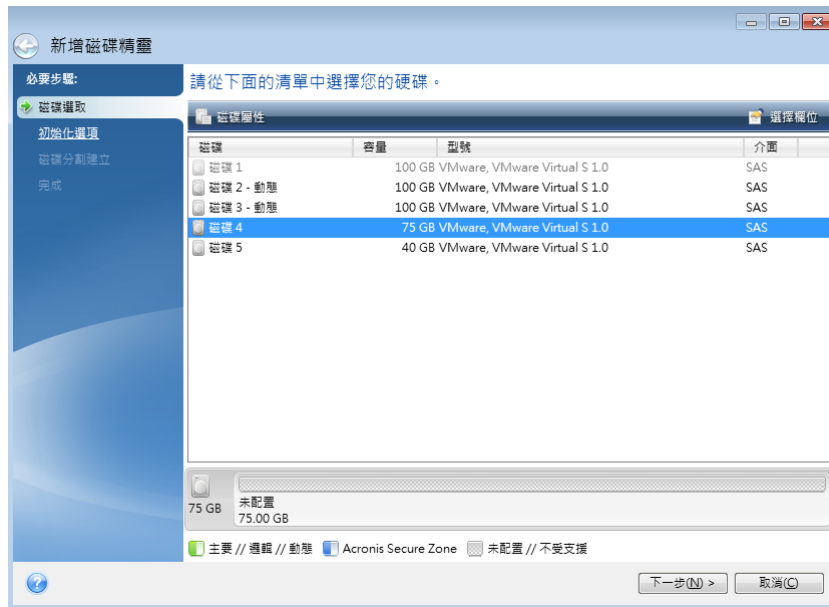 新增磁碟精靈
必要步驟:
磁碟選取
初始化選項
磁碟分割建立
完成
請從下面的清單中選擇您的硬碟。
磁碟屬性 選擇欄位
磁碟 容量 型號 介面
磁碟 1 100 GB VMware, VMware Virtual S 1.0 SAS
磁碟 2 - 動態 100 GB VMware, VMware Virtual S 1.0 SAS
磁碟 3 - 動態 100 GB VMware, VMware Virtual S 1.0 SAS
磁碟 4 75 GB VMware, VMware Virtual S 1.0 SAS
磁碟 5 40 GB VMware, VMware Virtual S 1.0 SAS
75 GB
未配置
75.00 GB
主要 // 邏輯 // 動態 Acronis Secure Zone 未配置 // 不受支援
下一步(N) > 取消(C)